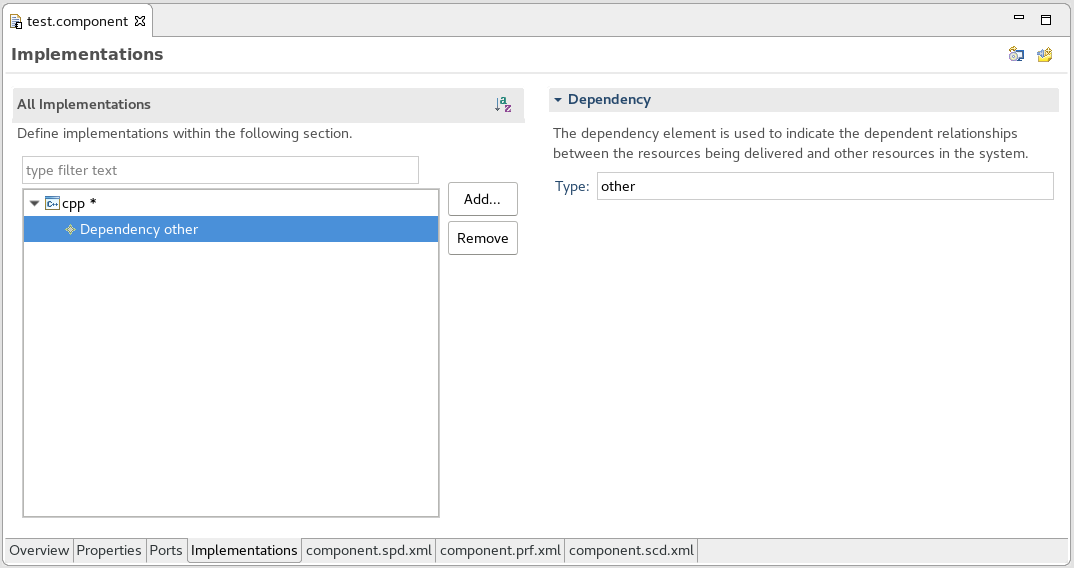 test.component
Implementations
All Implementations
Define implementations within the following section.
type filter text
cpp *
Dependency other
Add...
Remove
Dependency
The dependency element is used to indicate the dependent relationships
between the resources being delivered and other resources in the system.
Type: other
Overview Properties Ports Implementations component.spd.xml component.prf.xml component.scd.xml